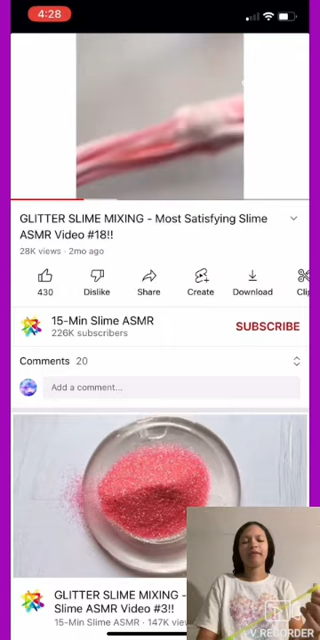 4:28
GLITTER SLIME MIXING - Most Satisfying Slime
ASMR Video #18!!
28K views · 2mo ago
430
Dislike
Share
Create
Download
Clip
15-Min Slime ASMR
226K subscribers
SUBSCRIBE
Comments 20
Add a comment...
GLITTER SLIME MIXING -
Slime ASMR Video #3!!
15-Min Slime ASMR · 147K
V.RECORDER